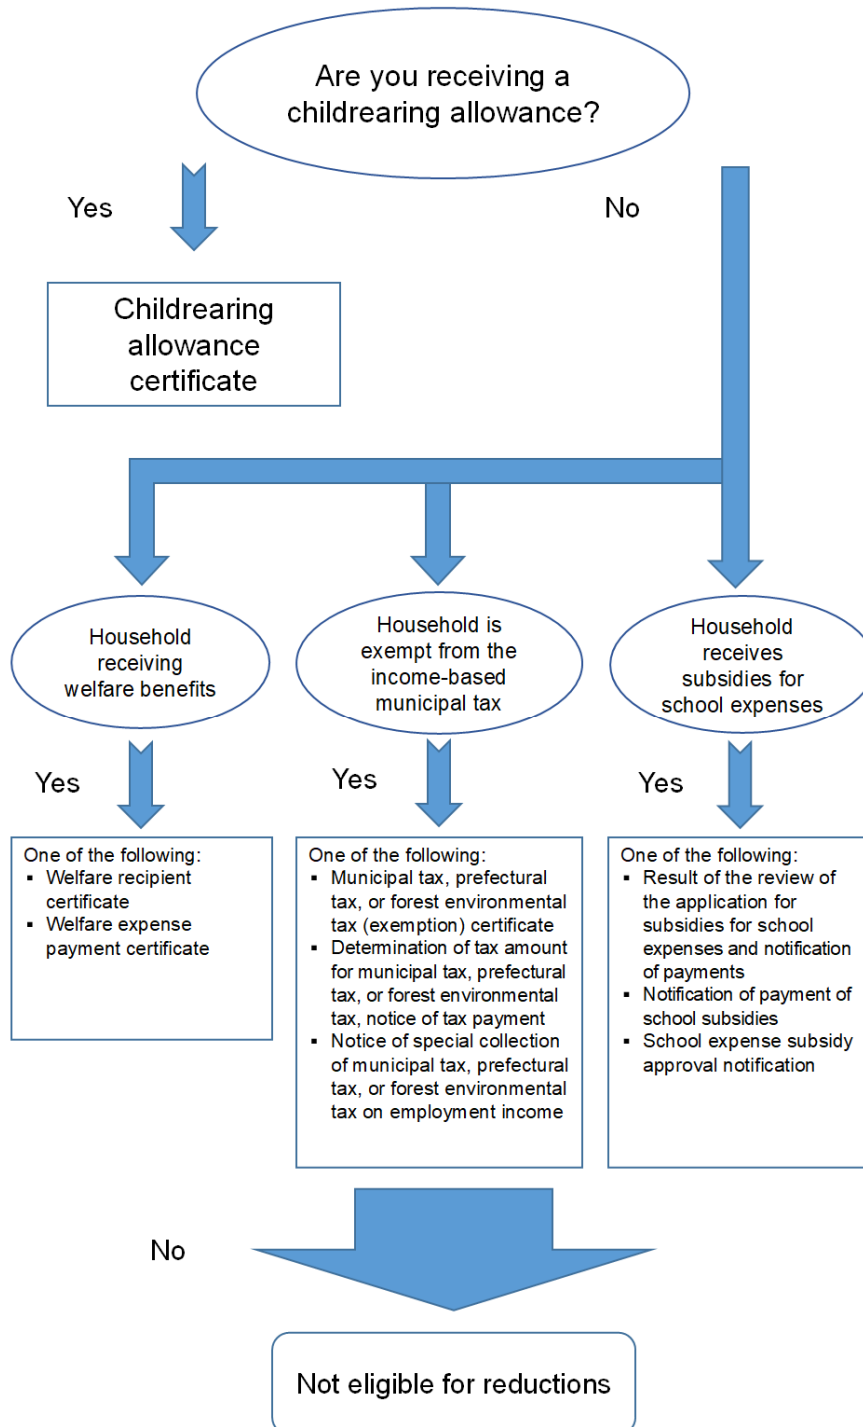 Are you receiving a
childrearing allowance?
Yes
No
Childrearing
allowance
certificate
Household
receiving
welfare benefits
Household is
exempt from the
income-based
municipal tax
Household
receives
subsidies for
school expenses
Yes
Yes
Yes
One of the following:
▪ Welfare recipient
certificate
▪ Welfare expense
payment certificate
One of the following:
▪ Municipal tax, prefectural
tax, or forest environmental
tax (exemption) certificate
▪ Determination of tax amount
for municipal tax, prefectural
tax, or forest environmental
tax, notice of tax payment
▪ Notice of special collection
of municipal tax, prefectural
tax, or forest environmental
tax on employment income
One of the following:
▪ Result of the review of
the application for
subsidies for school
expenses and notification
of payments
▪ Notification of payment of
school subsidies
▪ School expense subsidy
approval notification
No
Not eligible for reductions